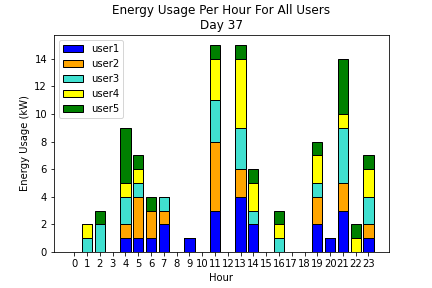 Energy Usage Per Hour For All Users
Day 37
user1
user2
user3
user4
user5
Energy Usage (kW)
14
12
10
8
6
4
2
0
0 1 2 3 4 5 6 7 8 9 10 11 12 13 14 15 16 17 18 19 20 21 22 23
Hour